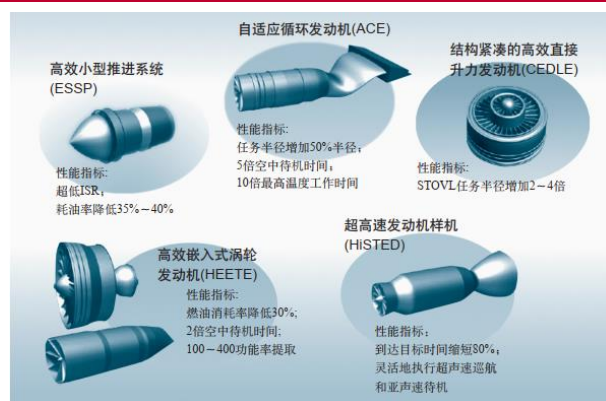 自适应循环发动机(ACE)
性能指标:
任务半径增加50%半径;
5倍空中待机时间;
10倍最高温度工作时间
结构紧凑的高效直接
升力发动机(CEDLE)
性能指标:
STOVL任务半径增加2～4倍
高效小型推进系统
(ESSP)
性能指标:
超低ISR;
耗油率降低35%～40%
高效嵌入式涡轮
发动机(HEETE)
性能指标:
燃油消耗率降低30%;
2倍空中待机时间;
100－400功能率提取
超高速发动机样机
(HiSTED)
性能指标:
到达目标时间缩短80%;
灵活地执行超声速巡航
和亚声速待机